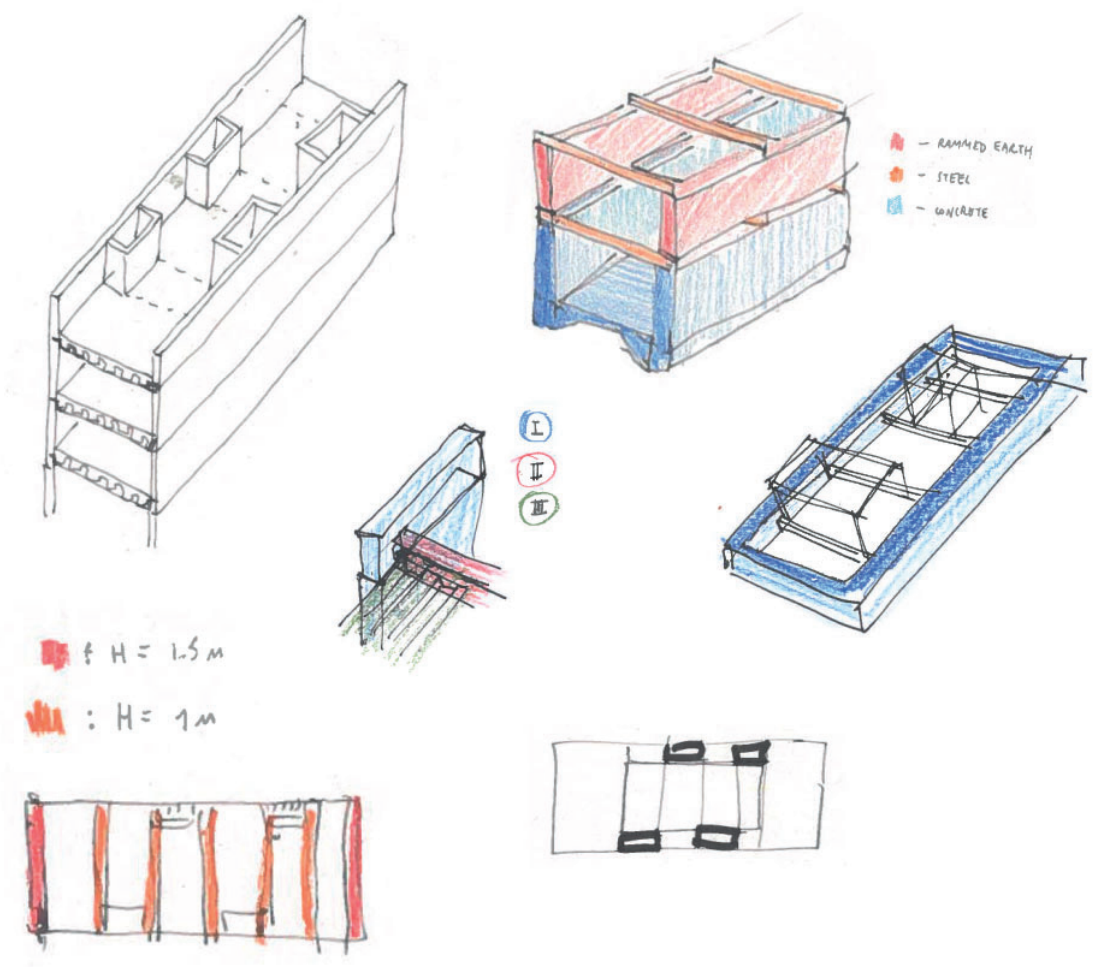 - RAMMED EARTH
- STEEL
- CONCRETE
I
II
III
: H = 1.5 M
: H = 1 M